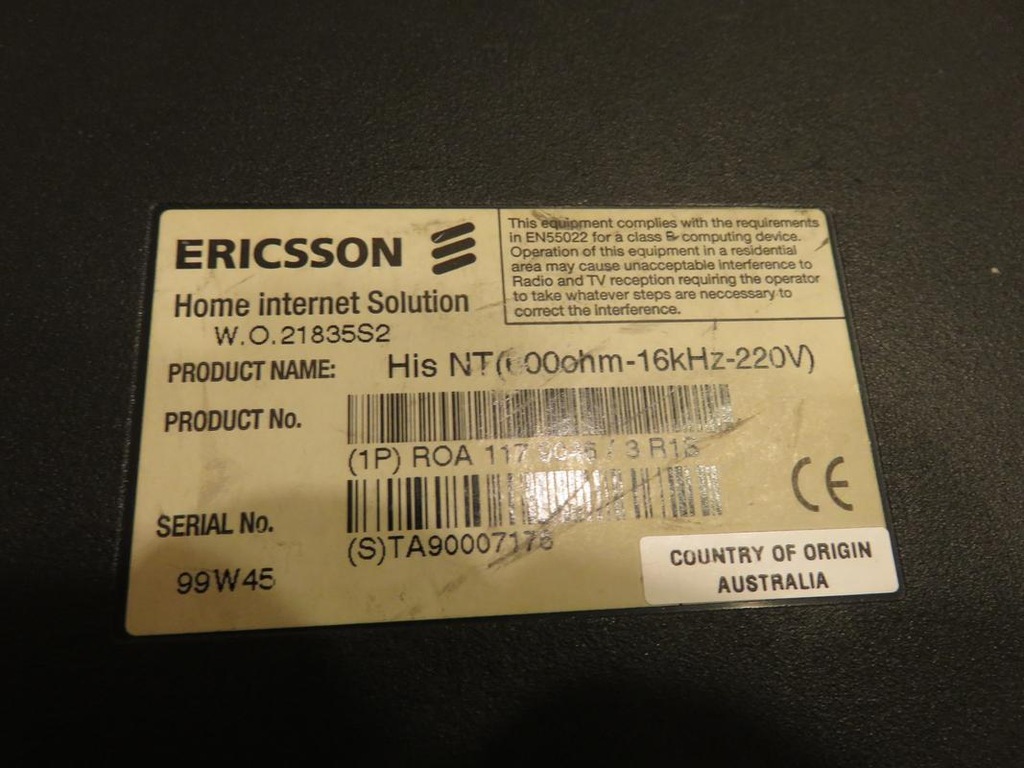 ERICSSON
This equipment complies with the requirements
in EN55022 for a class B computing device.
Operation of this equipment in a residential
area may cause unacceptable interference to
Radio and TV reception requiring the operator
to take whatever steps are neccessary to
correct the interference.
Home internet Solution
W.O.21835S2
PRODUCT NAME: His
PRODUCT No.
(1P) ROA 117 3
SERIAL No.
(S)TA90007176
99W45
CE
COUNTRY OF ORIGIN
AUSTRALIA